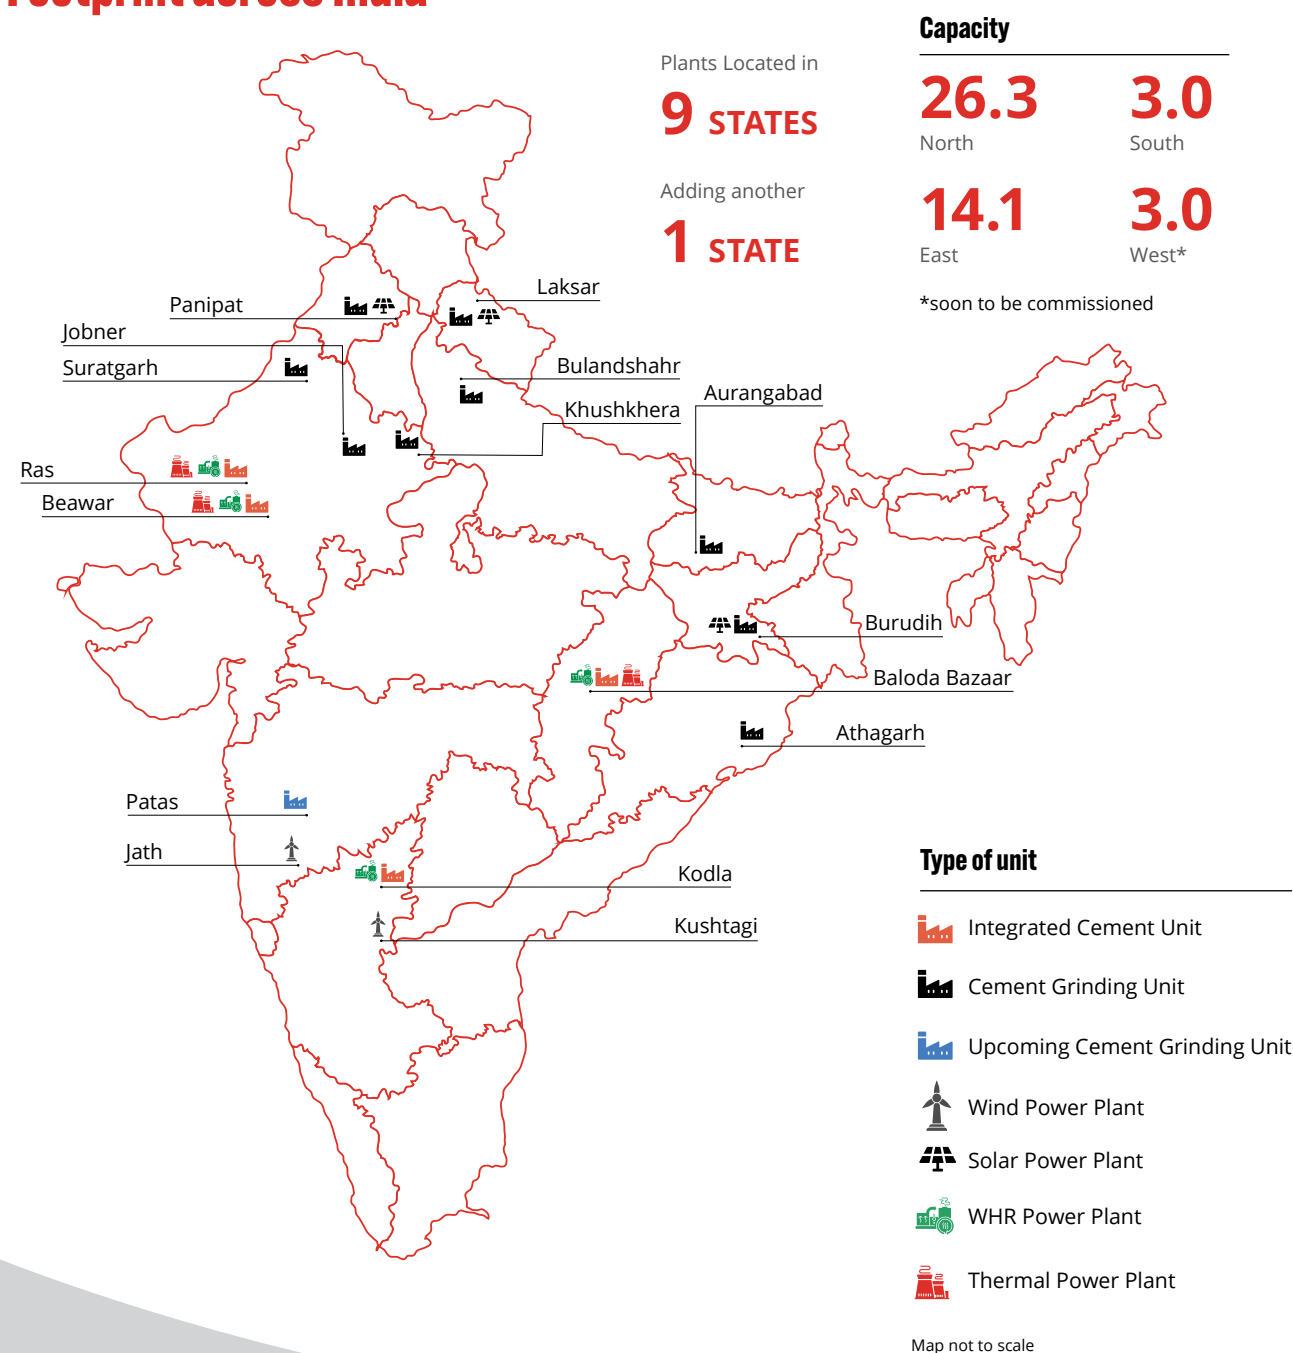 Footprint across India
Plants Located in
9 STATES
Adding another
1 STATE
Capacity
26.3
North
3.0
South
14.1
East
3.0
West*
*soon to be commissioned
Laksar
Panipat
Jobner
Suratgarh
Bulandshahr
Aurangabad
Khushkhera
Ras
Beawar
Burudih
Baloda Bazaar
Athagarh
Patas
Jath
Kodla
Kushtagi
Type of unit
Integrated Cement Unit
Cement Grinding Unit
Upcoming Cement Grinding Unit
Wind Power Plant
Solar Power Plant
WHR Power Plant
Thermal Power Plant
Map not to scale